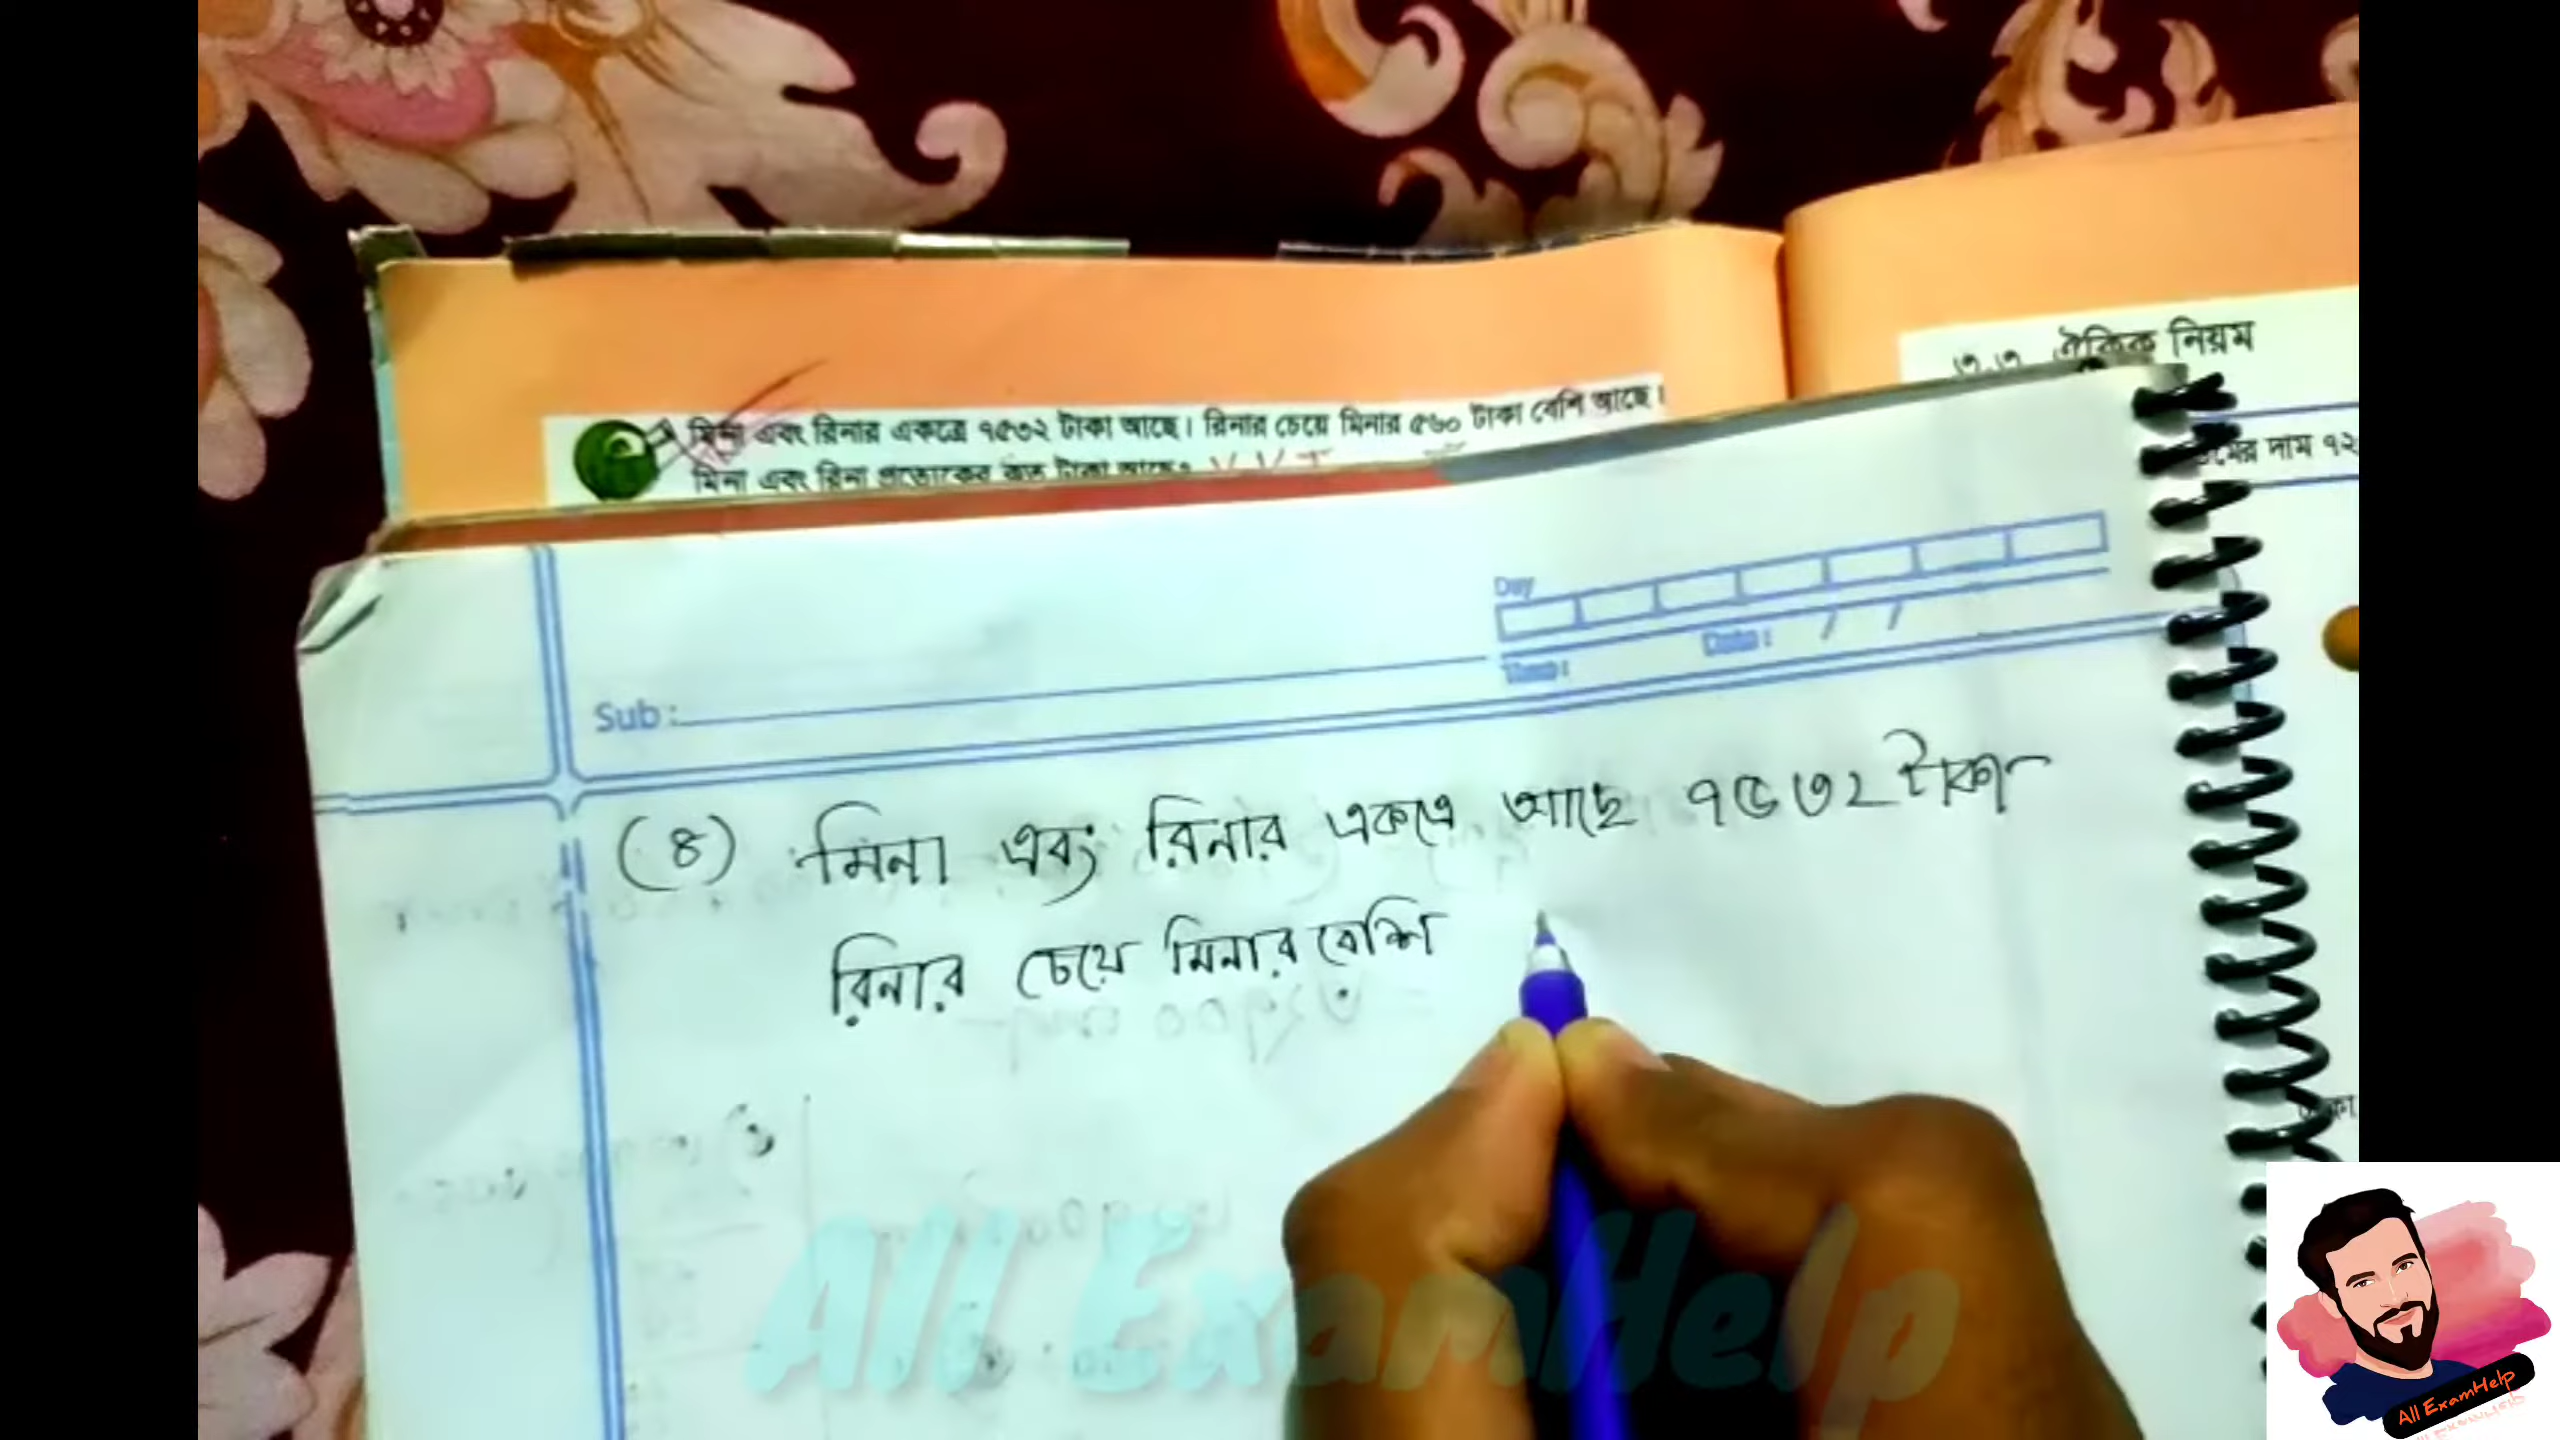 মিনা এবং রিনার একত্রে ৭৫৩২ টাকা আছে। রিনার চেয়ে মিনার ৫৬০ টাকা বেশি আছে।
মিনা এবং রিনা প্রত্যেকের কত টাকা আছে?
৩.৩ ঐকিক নিয়ম
দাম ৭২
Day
Time:
Date: / /
Sub:
(৪) মিনা এবং রিনার একত্রে আছে ৭৫৩২ টাকা
রিনার চেয়ে মিনার বেশি
All ExamHelp
All ExamHelp